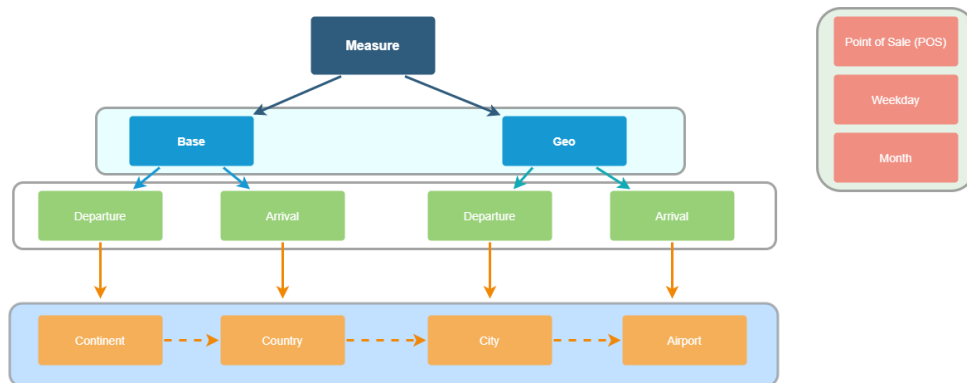 Measure
Point of Sale (POS)
Weekday
Month
Base
Geo
Departure
Arrival
Departure
Arrival
Continent
Country
City
Airport